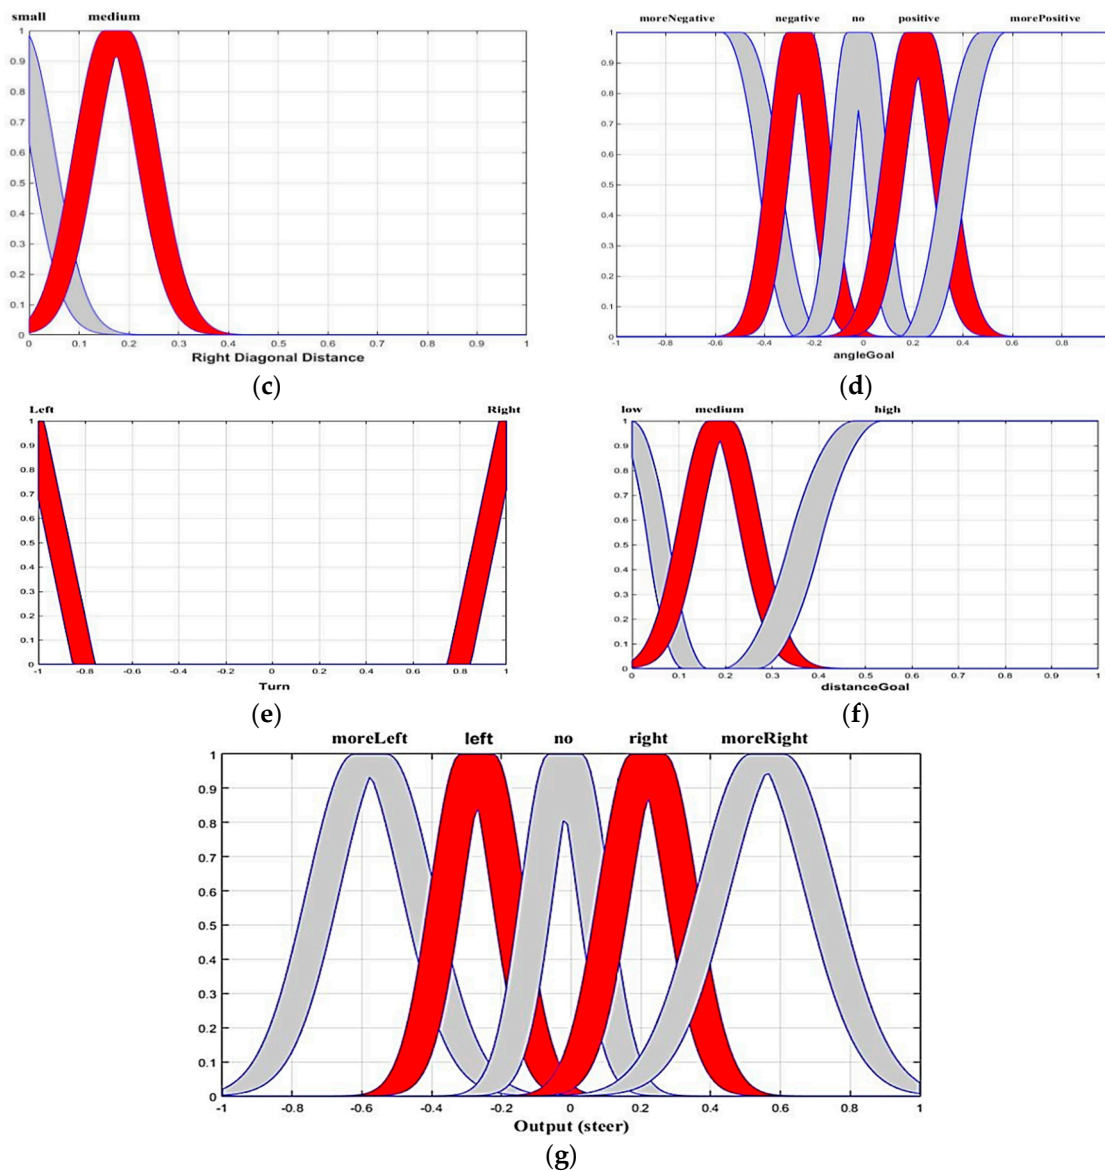 small medium
1
0.9
0.8
0.7
0.6
0.5
0.4
0.3
0.2
0.1
0
0 0.1 0.2 0.3 0.4 0.5 0.6 0.7 0.8 0.9 1
Right Diagonal Distance
(c)
moreNegative negative no positive morePositive
1
0.9
0.8
0.7
0.6
0.5
0.4
0.3
0.2
0.1
0
-1 -0.8 -0.6 -0.4 -0.2 0 0.2 0.4 0.6 0.8
angleGoal
(d)
Left Right
1
0.9
0.8
0.7
0.6
0.5
0.4
0.3
0.2
0.1
0
-1 -0.8 -0.6 -0.4 -0.2 0 0.2 0.4 0.6 0.8 1
Turn
(e)
low medium high
1
0.9
0.8
0.7
0.6
0.5
0.4
0.3
0.2
0.1
0
0 0.1 0.2 0.3 0.4 0.5 0.6 0.7 0.8 0.9 1
distanceGoal
(f)
moreLeft left no right moreRight
1
0.9
0.8
0.7
0.6
0.5
0.4
0.3
0.2
0.1
0
-1 -0.8 -0.6 -0.4 -0.2 0 0.2 0.4 0.6 0.8 1
Output (steer)
(g)